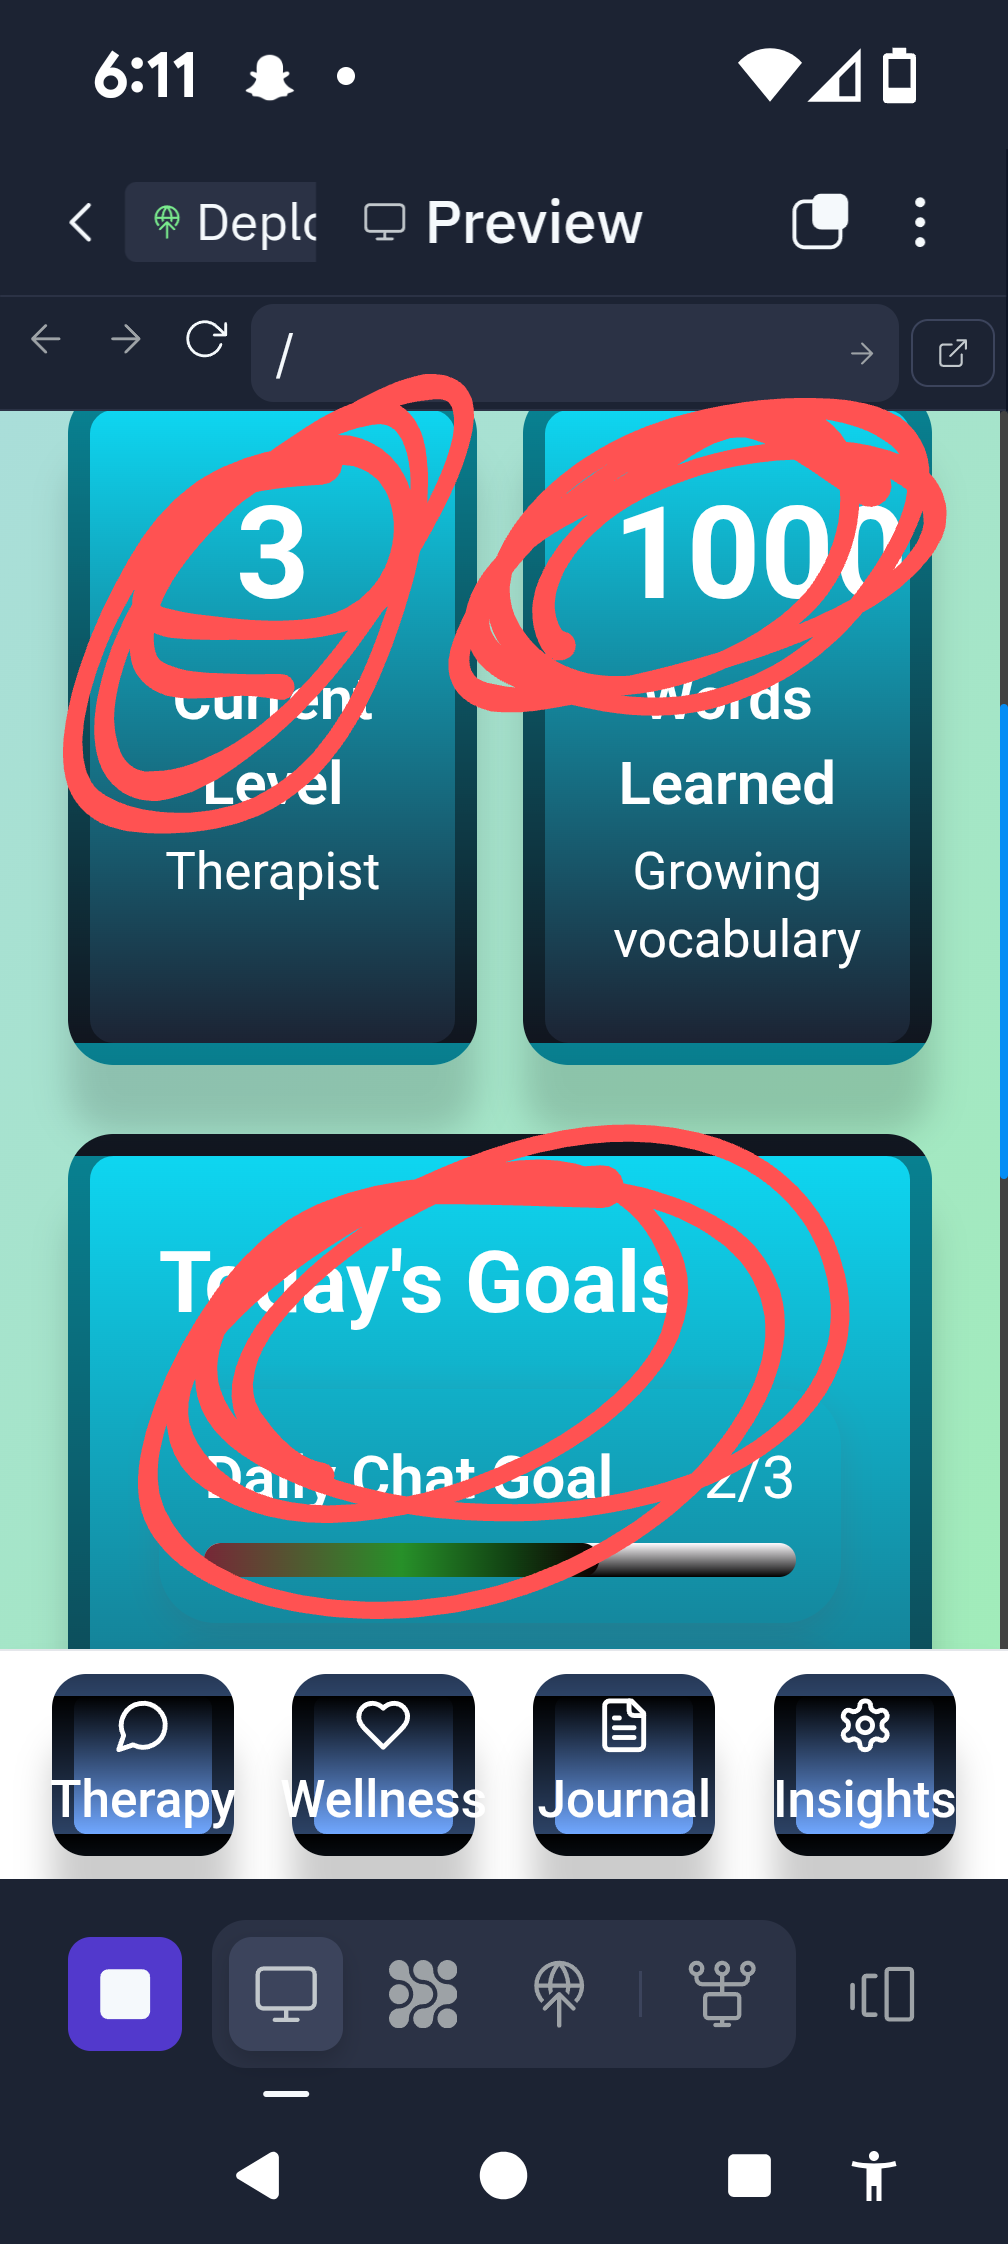 6:11
Deplo
Preview
/
3
1000
Current
Level
Words
Learned
Therapist
Growing
vocabulary
Today's Goals
Daily Chat Goal 2/3
Therapy
Wellness
Journal
Insights